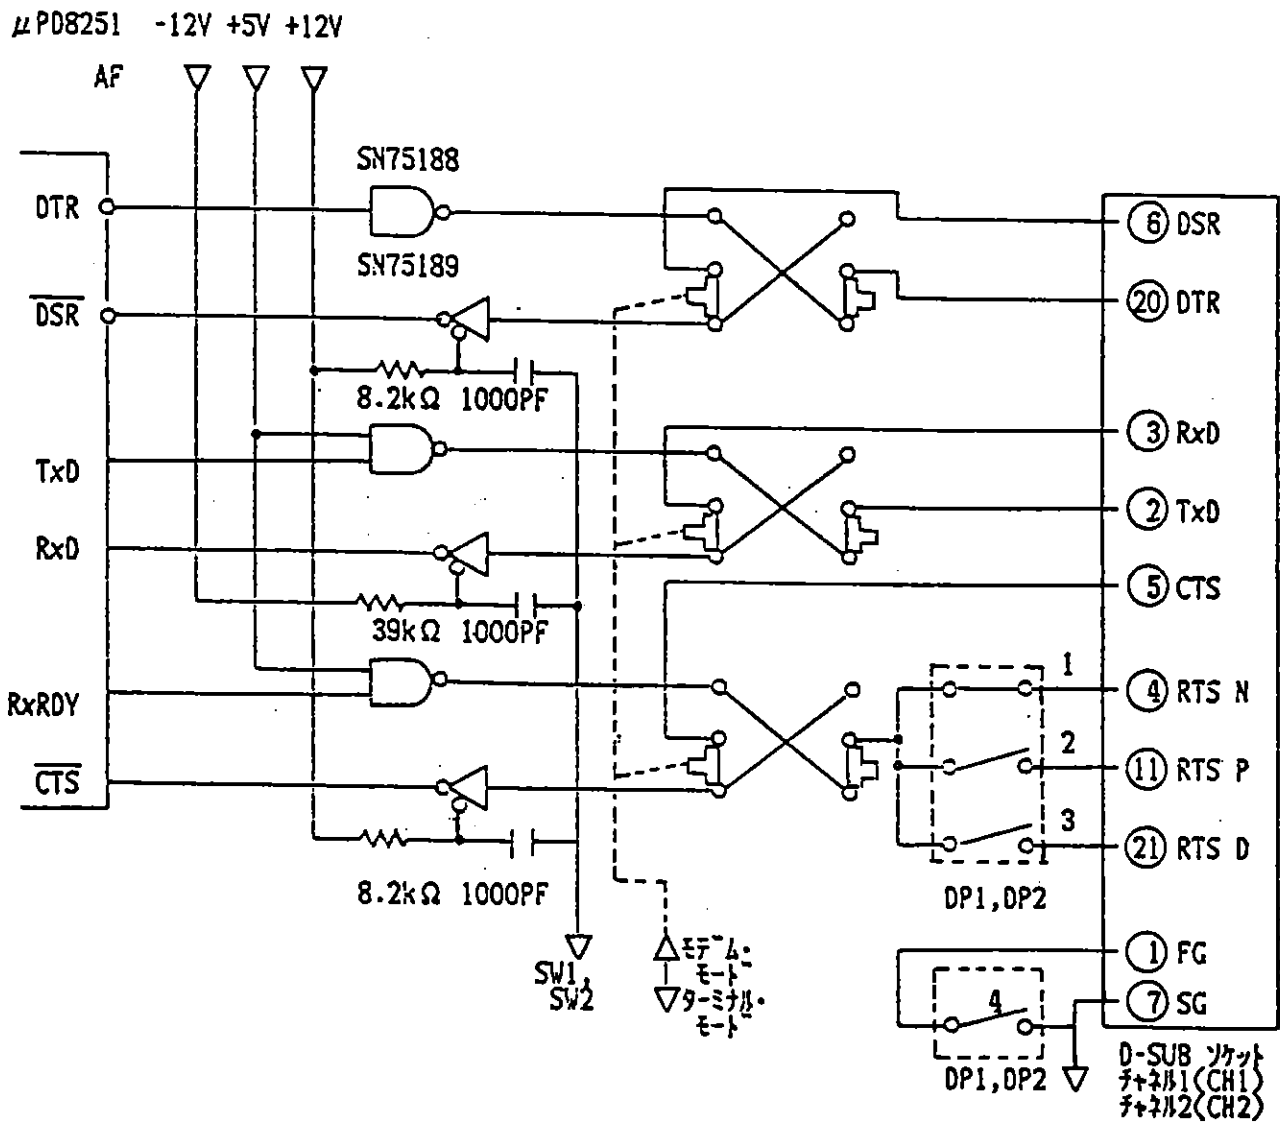 μPD8251 -12V +5V +12V
AF
SN75188
DTR
6 DSR
SN75189
DSR
20 DTR
8.2kΩ 1000PF
3 RxD
TxD
2 TxD
RxD
5 CTS
39kΩ 1000PF
1
4 RTS N
RxRDY
2
11 RTS P
CTS
3
21 RTS D
8.2kΩ 1000PF
DP1,DP2
1 FG
モデム・
モード
SW1,
SW2
ターミナル・
モード
4
7 SG
DP1,DP2
D-SUB ソケット
チャネル1(CH1)
チャネル2(CH2)